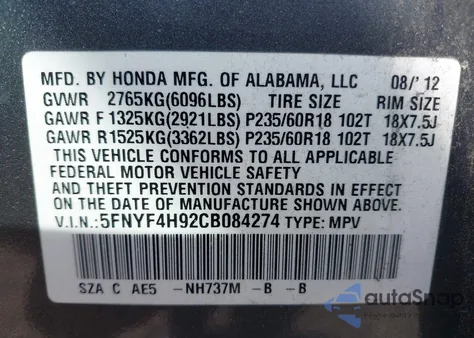 MFD. BY HONDA MFG. OF ALABAMA, LLC 08/'12
GVWR 2765KG(6096LBS) TIRE SIZE RIM SIZE
GAWR F 1325KG(2921LBS) P235/60R18 102T 18X7.5J
GAWR R 1525KG(3362LBS) P235/60R18 102T 18X7.5J
THIS VEHICLE CONFORMS TO ALL APPLICABLE
FEDERAL MOTOR VEHICLE SAFETY
AND THEFT PREVENTION STANDARDS IN EFFECT
ON THE DATE OF MANUFACTURE SHOWN ABOVE.
V.I.N.: 5FNYF4H92CB084274 TYPE: MPV
SZA C AE5 -NH737M -B -B
autoSnap